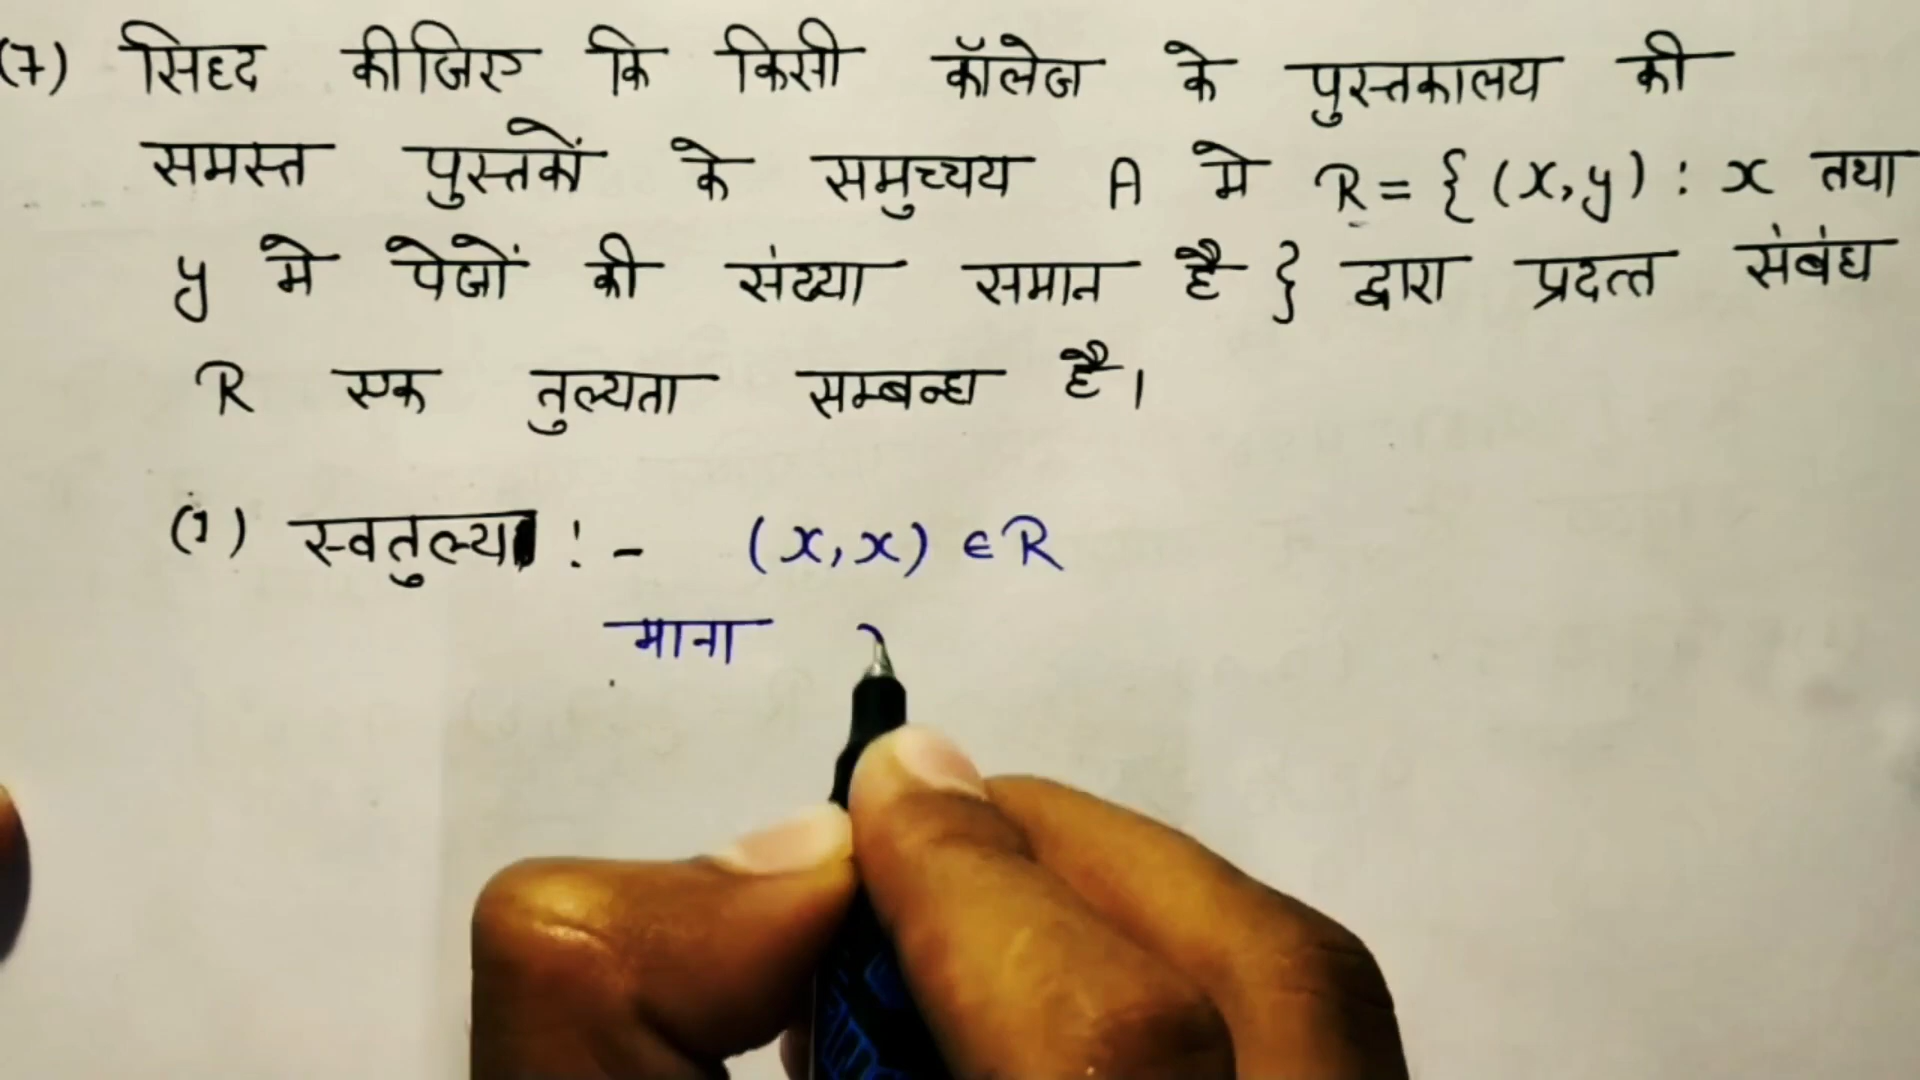 (7) सिद्द कीजिए कि किसी कॉलेज के पुस्तकालय की
समस्त पुस्तकों के समुच्चय A मे R = { (x,y) : x तथा
y मे पेजों की संख्या समान है } द्वारा प्रदत्त संबंध
R एक तुल्यता सम्बन्ध है।
(1) स्वतुल्य :- (x,x) ∈ R
माना